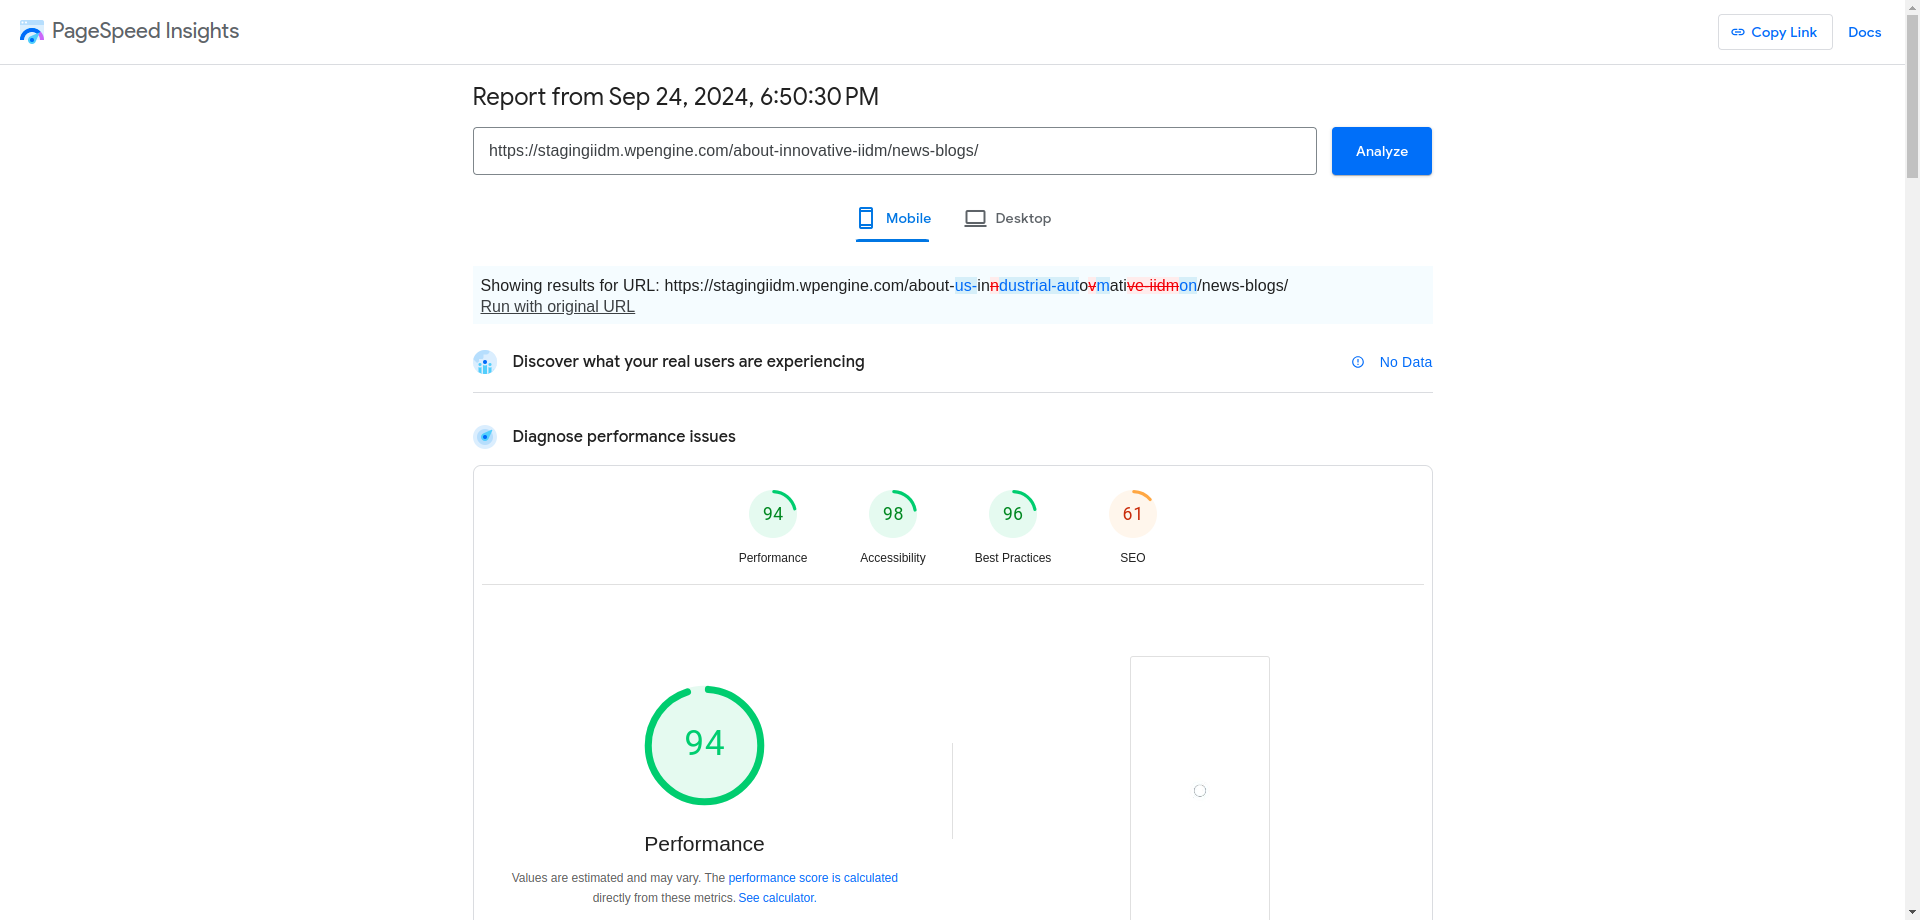 PageSpeed Insights
Copy Link
Docs
Report from Sep 24, 2024, 6:50:30 PM
https://stagingiidm.wpengine.com/about-innovative-iidm/news-blogs/
Analyze
Mobile
Desktop
Showing results for URL: https://stagingiidm.wpengine.com/about-us-inndustrial-autovmative-iidmon/news-blogs/
Run with original URL
Discover what your real users are experiencing
No Data
Diagnose performance issues
94
98
96
61
Performance
Accessibility
Best Practices
SEO
94
Performance
Values are estimated and may vary. The performance score is calculated
directly from these metrics. See calculator.